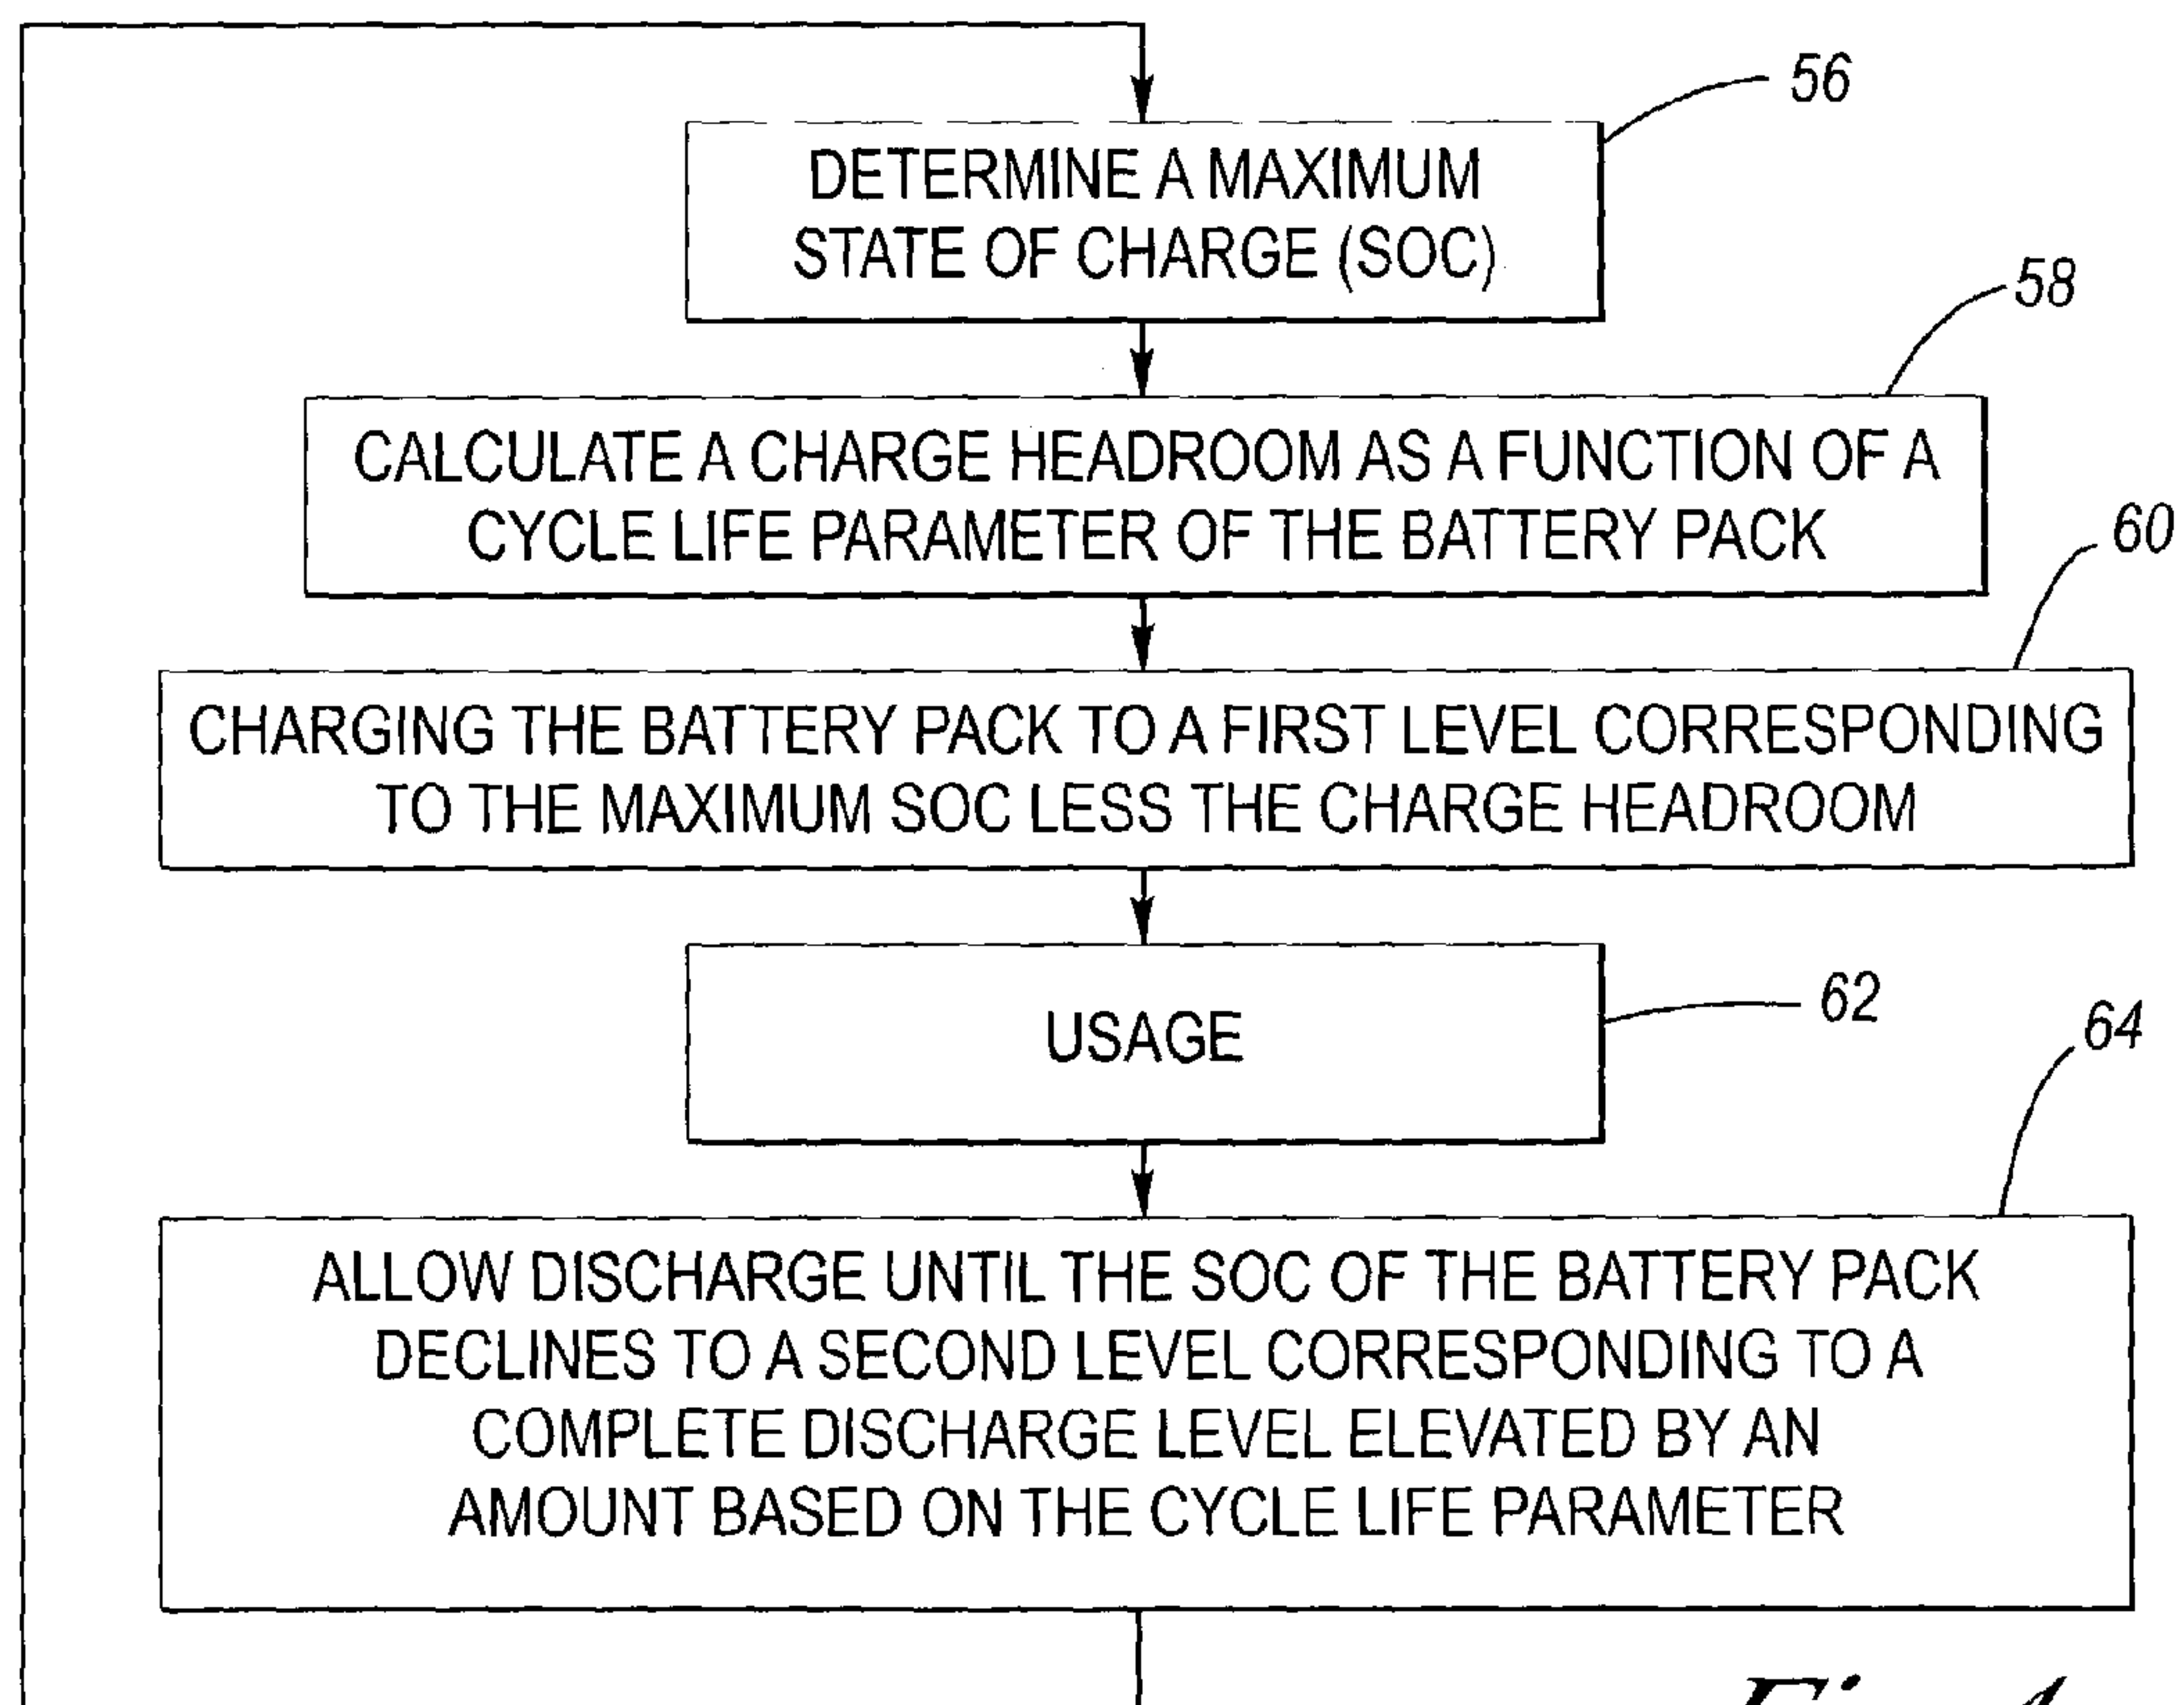 56
DETERMINE A MAXIMUM
STATE OF CHARGE (SOC)
58
CALCULATE A CHARGE HEADROOM AS A FUNCTION OF A
CYCLE LIFE PARAMETER OF THE BATTERY PACK
60
CHARGING THE BATTERY PACK TO A FIRST LEVEL CORRESPONDING
TO THE MAXIMUM SOC LESS THE CHARGE HEADROOM
USAGE
62
64
ALLOW DISCHARGE UNTIL THE SOC OF THE BATTERY PACK
DECLINES TO A SECOND LEVEL CORRESPONDING TO A
COMPLETE DISCHARGE LEVEL ELEVATED BY AN
AMOUNT BASED ON THE CYCLE LIFE PARAMETER